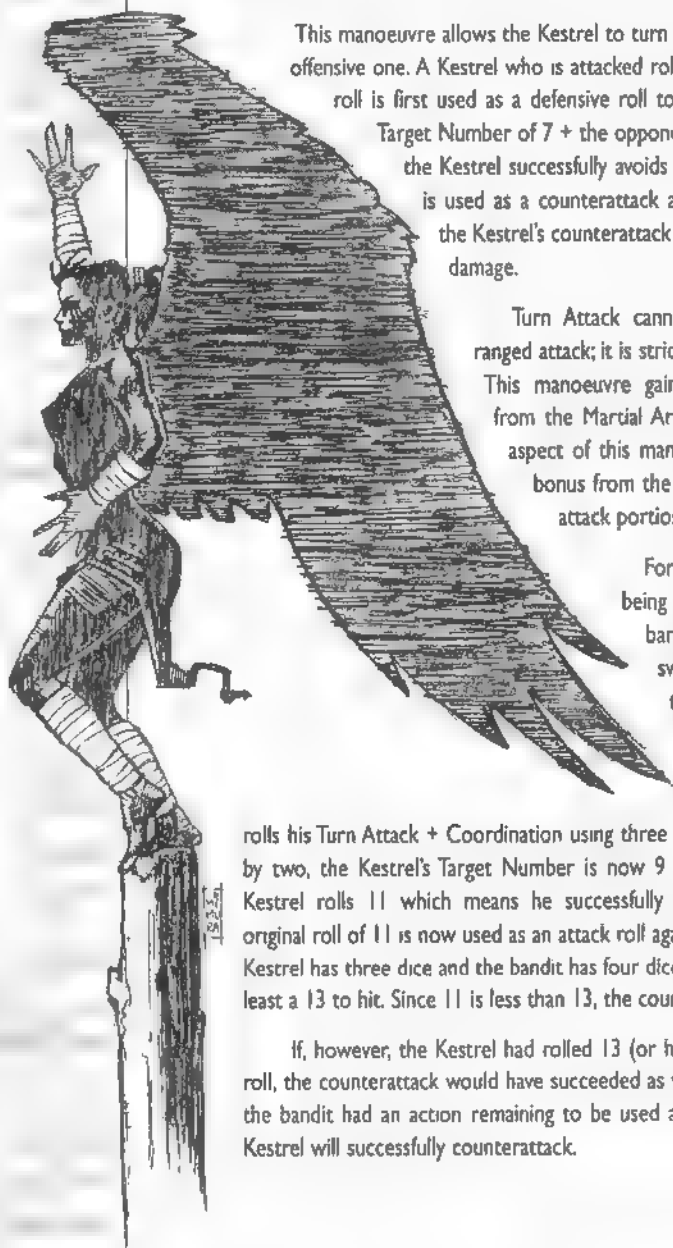 This manoeuvre allows the Kestrel to turn
offensive one. A Kestrel who is attacked rol
roll is first used as a defensive roll to
Target Number of 7 + the oppone
the Kestrel successfully avoids
is used as a counterattack a
the Kestrel's counterattack
damage.
Turn Attack cann
ranged attack; it is stric
This manoeuvre gain
from the Martial Ar
aspect of this man
bonus from the
attack portio
For
being
ban
sv
t
rolls his Turn Attack + Coordination using three
by two, the Kestrel's Target Number is now 9
Kestrel rolls 11 which means he successfully
original roll of 11 is now used as an attack roll aga
Kestrel has three dice and the bandit has four dice
least a 13 to hit. Since 11 is less than 13, the cour
If, however, the Kestrel had rolled 13 (or h
roll, the counterattack would have succeeded as
the bandit had an action remaining to be used a
Kestrel will successfully counterattack.